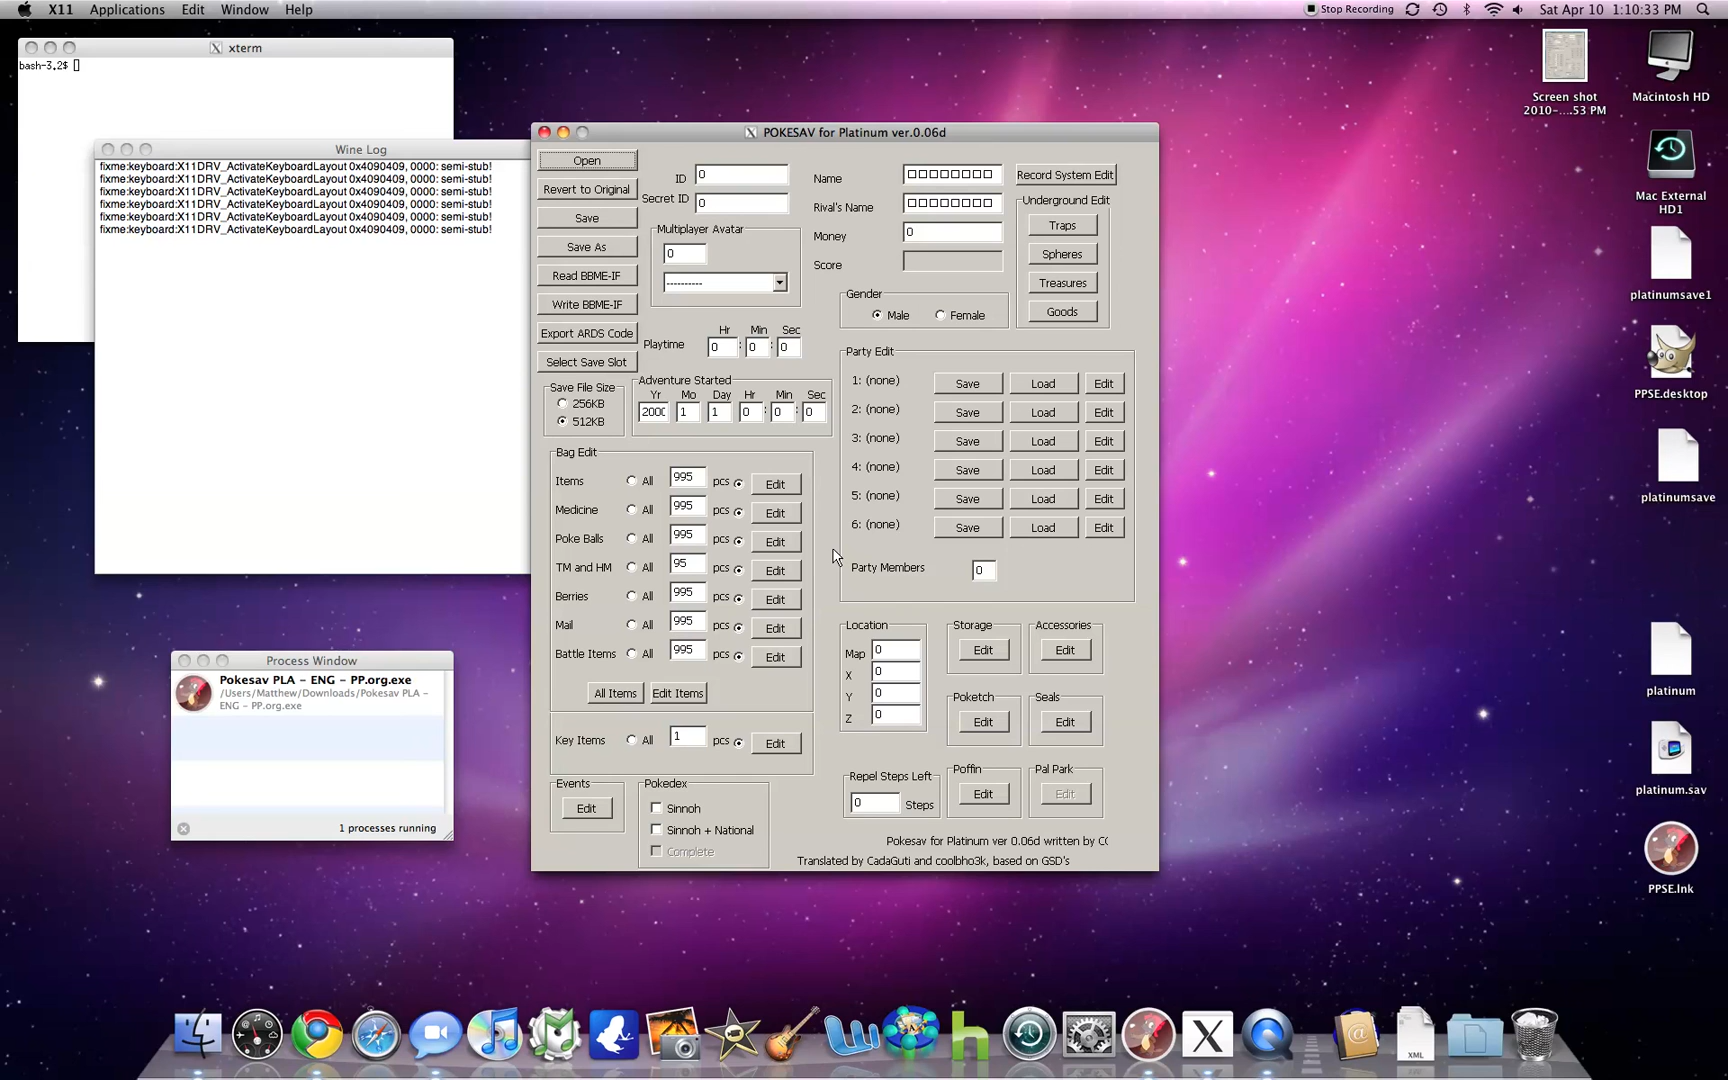 X11 Applications Edit Window Help
Stop Recording Sat Apr 10 1:10:33 PM
X xterm
bash-3.2$
Wine Log
fixme:keyboard:X11DRV_ActivateKeyboardLayout 0x4090409, 0000: semi-stub!
fixme:keyboard:X11DRV_ActivateKeyboardLayout 0x4090409, 0000: semi-stub!
fixme:keyboard:X11DRV_ActivateKeyboardLayout 0x4090409, 0000: semi-stub!
fixme:keyboard:X11DRV_ActivateKeyboardLayout 0x4090409, 0000: semi-stub!
fixme:keyboard:X11DRV_ActivateKeyboardLayout 0x4090409, 0000: semi-stub!
fixme:keyboard:X11DRV_ActivateKeyboardLayout 0x4090409, 0000: semi-stub!
Process Window
Pokesav PLA - ENG - PP.org.exe
/Users/Matthew/Downloads/Pokesav PLA -
ENG - PP.org.exe
1 processes running
X POKESAV for Platinum ver.0.06d
Open
Revert to Original
Save
Save As
Read BBME-IF
Write BBME-IF
Export ARDS Code
Select Save Slot
ID 0
Secret ID 0
Multiplayer Avatar
0
----------
Name
Rival's Name
Money 0
Score
Gender
Male Female
Record System Edit
Underground Edit
Traps
Spheres
Treasures
Goods
Hr Min Sec
Playtime 0 : 0 : 0
Save File Size
256KB
512KB
Adventure Started
Yr Mo Day Hr Min Sec
200 1 1 0 : 0 : 0
Party Edit
1: (none) Save Load Edit
2: (none) Save Load Edit
3: (none) Save Load Edit
4: (none) Save Load Edit
5: (none) Save Load Edit
6: (none) Save Load Edit
Party Members 0
Bag Edit
Items All 995 pcs Edit
Medicine All 995 pcs Edit
Poke Balls All 995 pcs Edit
TM and HM All 95 pcs Edit
Berries All 995 pcs Edit
Mail All 995 pcs Edit
Battle Items All 995 pcs Edit
All Items Edit Items
Key Items All 1 pcs Edit
Events
Edit
Pokedex
Sinnoh
Sinnoh + National
Complete
Location
Map 0
X 0
Y 0
Z 0
Storage
Edit
Accessories
Edit
Poketch
Edit
Seals
Edit
Repel Steps Left
0 Steps
Poffin
Edit
Pal Park
Edit
Pokesav for Platinum ver 0.06d written by
Translated by CadaGuti and coolbho3k, based on GSD's
Screen shot
2010-....53 PM
Macintosh HD
Mac External
HD1
platinumsave1
PPSE.desktop
platinumsave
platinum
platinum.sav
PPSE.lnk
X
XML